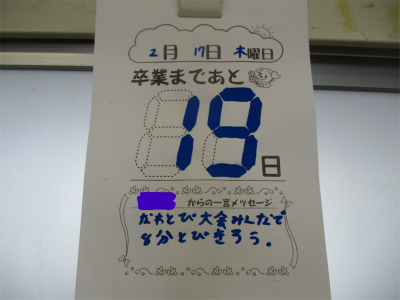 2月 17日 木曜日
卒業まであと
19日
からの一言メッセージ
なわとび大会みんなで
8分とびきろう。